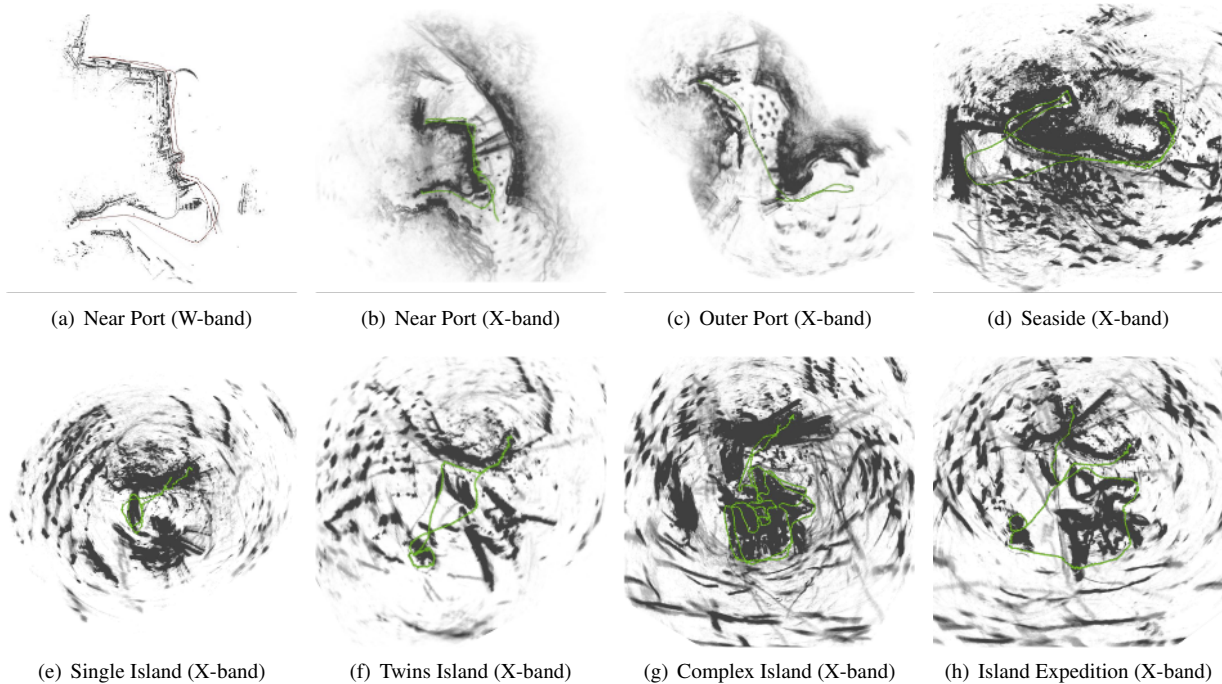 (a) Near Port (W-band)
(b) Near Port (X-band)
(c) Outer Port (X-band)
(d) Seaside (X-band)
(e) Single Island (X-band)
(f) Twins Island (X-band)
(g) Complex Island (X-band)
(h) Island Expedition (X-band)